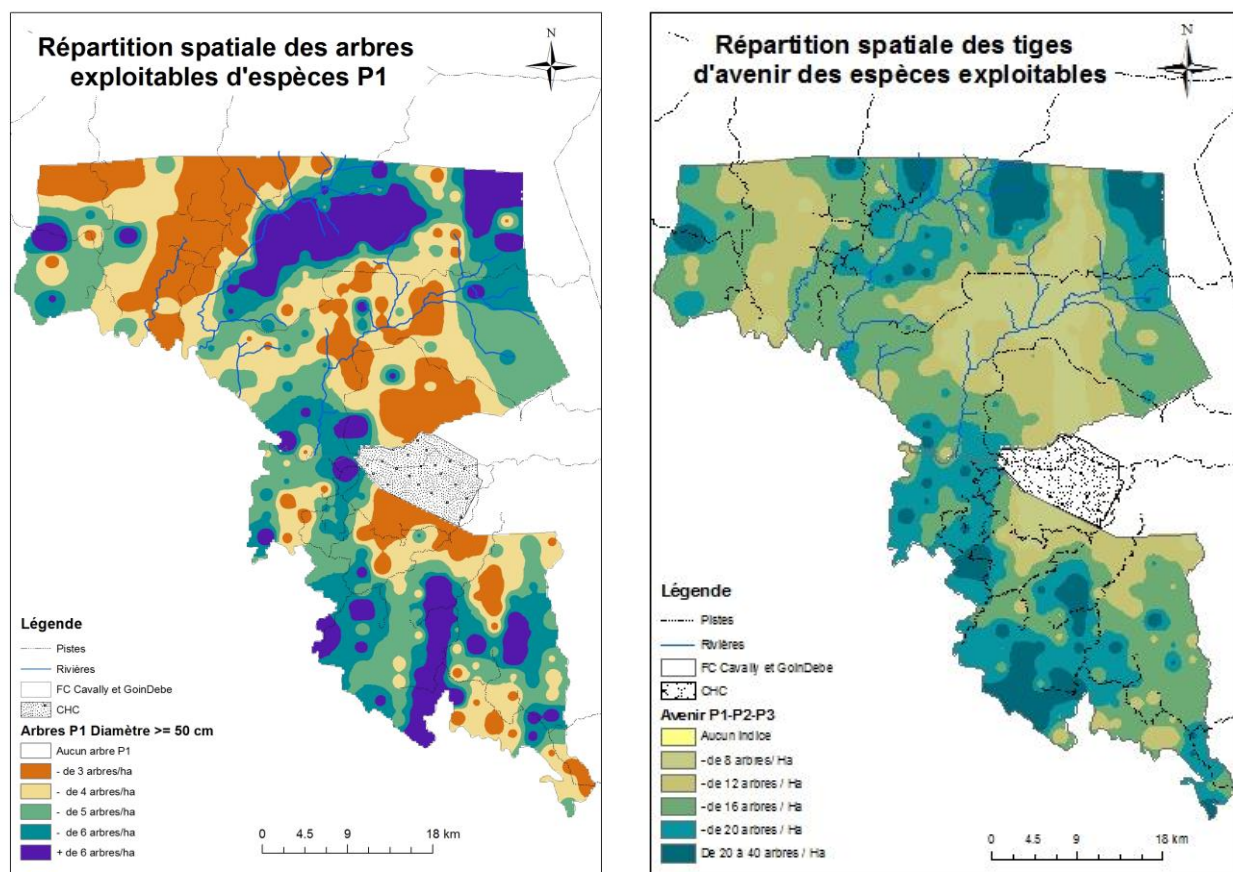 Répartition spatiale des arbres
exploitables d'espèces P1
N
Légende
Pistes
Rivières
FC Cavally et GoinDebe
CHC
Arbres P1 Diamètre >= 50 cm
Aucun arbre P1
- de 3 arbres/ha
- de 4 arbres/ha
- de 5 arbres/ha
- de 6 arbres/ha
+ de 6 arbres/ha
0 4.5 9 18 km
Répartition spatiale des tiges
d'avenir des espèces exploitables
N
Légende
Pistes
Rivières
FC Cavally et GoinDebe
CHC
Avenir P1-P2-P3
Aucun indice
- de 8 arbres/ Ha
- de 12 arbres / Ha
- de 16 arbres / Ha
- de 20 arbres / Ha
De 20 à 40 arbres / Ha
0 4.5 9 18 km